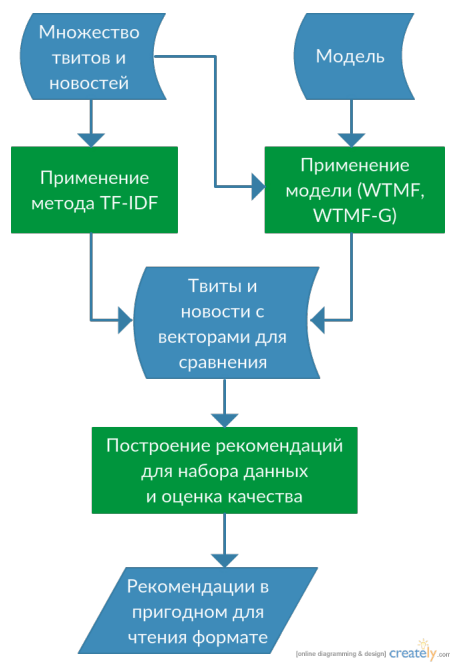 Множество
твитов и
новостей
Модель
Применение
метода TF-IDF
Применение
модели (WTMF,
WTMF-G)
Твиты и
новости с
векторами для
сравнения
Построение рекомендаций
для набора данных
и оценка качества
Рекомендации в
пригодном для
чтения формате
[online diagramming & design] creately.com